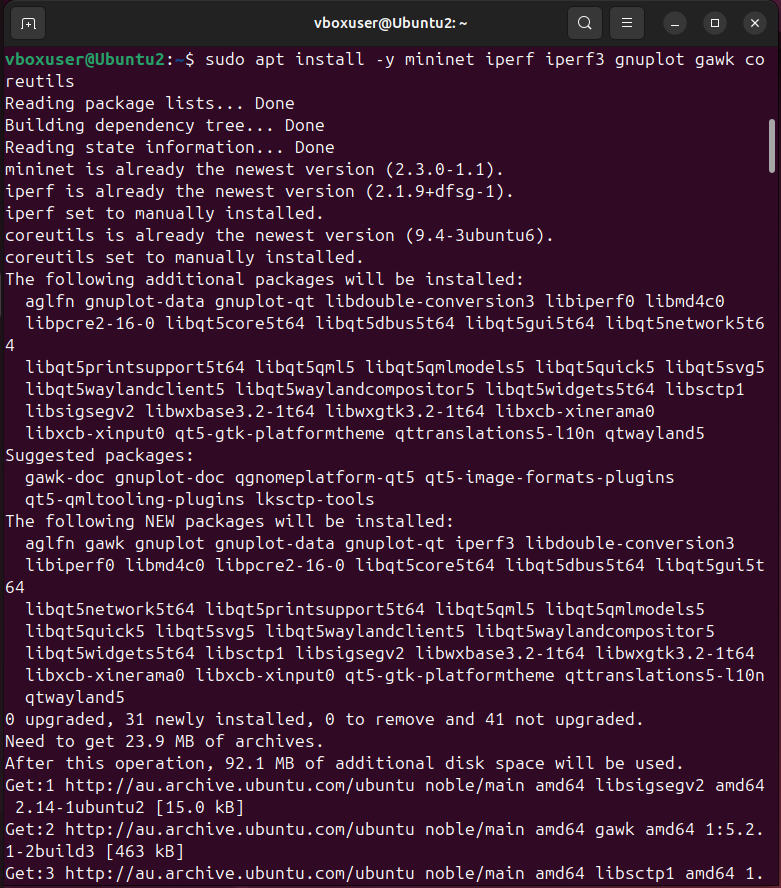 vboxuser@Ubuntu2: ~
vboxuser@Ubuntu2:~$ sudo apt install -y mininet iperf iperf3 gnuplot gawk co
reutils
Reading package lists... Done
Building dependency tree... Done
Reading state information... Done
mininet is already the newest version (2.3.0-1.1).
iperf is already the newest version (2.1.9+dfsg-1).
iperf set to manually installed.
coreutils is already the newest version (9.4-3ubuntu6).
coreutils set to manually installed.
The following additional packages will be installed:
  aglfn gnuplot-data gnuplot-qt libdouble-conversion3 libiperf0 libmd4c0
  libpcre2-16-0 libqt5core5t64 libqt5dbus5t64 libqt5gui5t64 libqt5network5t6
4
  libqt5printsupport5t64 libqt5qml5 libqt5qmlmodels5 libqt5quick5 libqt5svg5
  libqt5waylandclient5 libqt5waylandcompositor5 libqt5widgets5t64 libsctp1
  libsigsegv2 libwxbase3.2-1t64 libwxgtk3.2-1t64 libxcb-xinerama0
  libxcb-xinput0 qt5-gtk-platformtheme qttranslations5-l10n qtwayland5
Suggested packages:
  gawk-doc gnuplot-doc qgnomeplatform-qt5 qt5-image-formats-plugins
  qt5-qmltooling-plugins lksctp-tools
The following NEW packages will be installed:
  aglfn gawk gnuplot gnuplot-data gnuplot-qt iperf3 libdouble-conversion3
  libiperf0 libmd4c0 libpcre2-16-0 libqt5core5t64 libqt5dbus5t64 libqt5gui5t
64
  libqt5network5t64 libqt5printsupport5t64 libqt5qml5 libqt5qmlmodels5
  libqt5quick5 libqt5svg5 libqt5waylandclient5 libqt5waylandcompositor5
  libqt5widgets5t64 libsctp1 libsigsegv2 libwxbase3.2-1t64 libwxgtk3.2-1t64
  libxcb-xinerama0 libxcb-xinput0 qt5-gtk-platformtheme qttranslations5-l10n
  qtwayland5
0 upgraded, 31 newly installed, 0 to remove and 41 not upgraded.
Need to get 23.9 MB of archives.
After this operation, 92.1 MB of additional disk space will be used.
Get:1 http://au.archive.ubuntu.com/ubuntu noble/main amd64 libsigsegv2 amd64
 2.14-1ubuntu2 [15.0 kB]
Get:2 http://au.archive.ubuntu.com/ubuntu noble/main amd64 gawk amd64 1:5.2.
1-2build3 [463 kB]
Get:3 http://au.archive.ubuntu.com/ubuntu noble/main amd64 libsctp1 amd64 1.